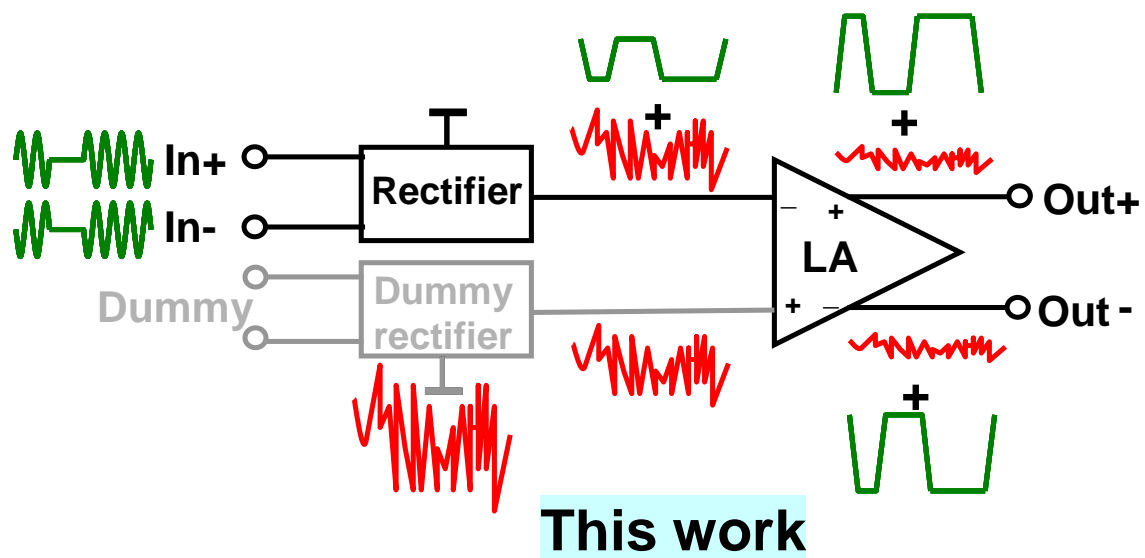 In+
In-
Rectifier
Dummy
Dummy
rectifier
+
+
−
+
LA
+
−
Out+
Out -
+
This work